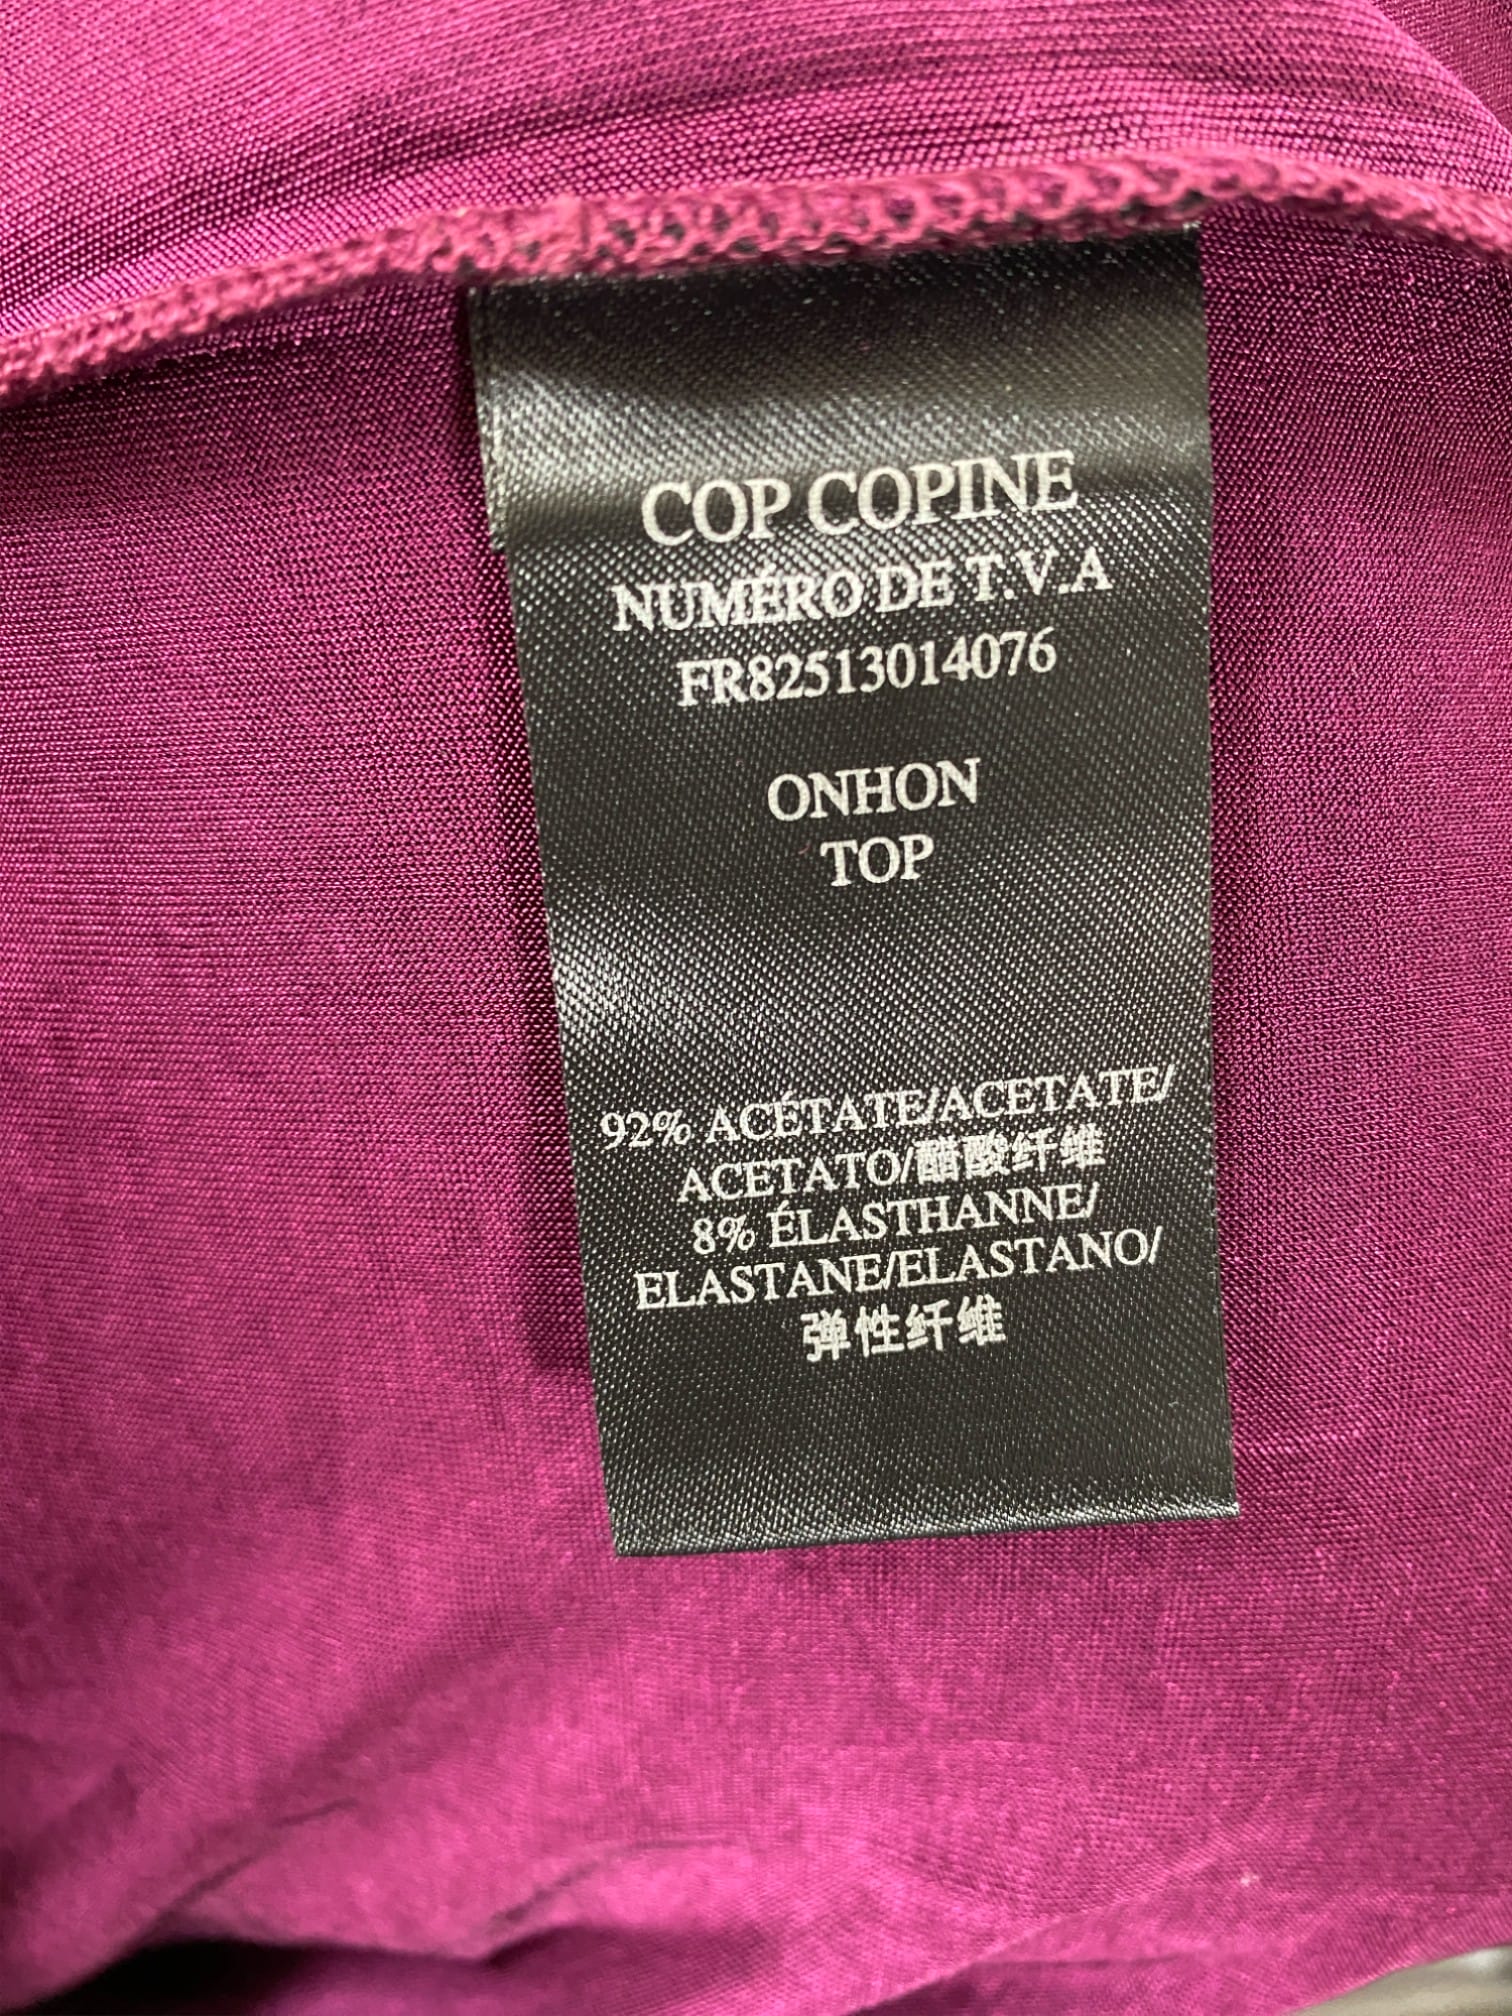 COP COPINE
NUMÉRO DE T.V.A
FR82513014076
ONHON
TOP
92% ACÉTATE/ACETATE/
ACETATO/醋酸纤维
8% ÉLASTHANNE/
ELASTANE/ELASTANO/
弹性纤维